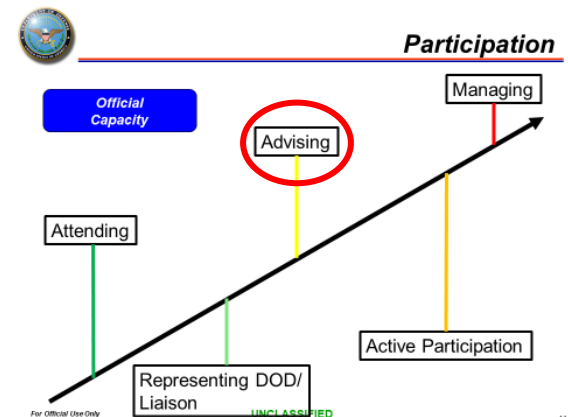 Participation
Official
Capacity
Managing
Advising
Attending
Active Participation
Representing DOD/
Liaison
For Official Use Only
UNCLASSIFIED